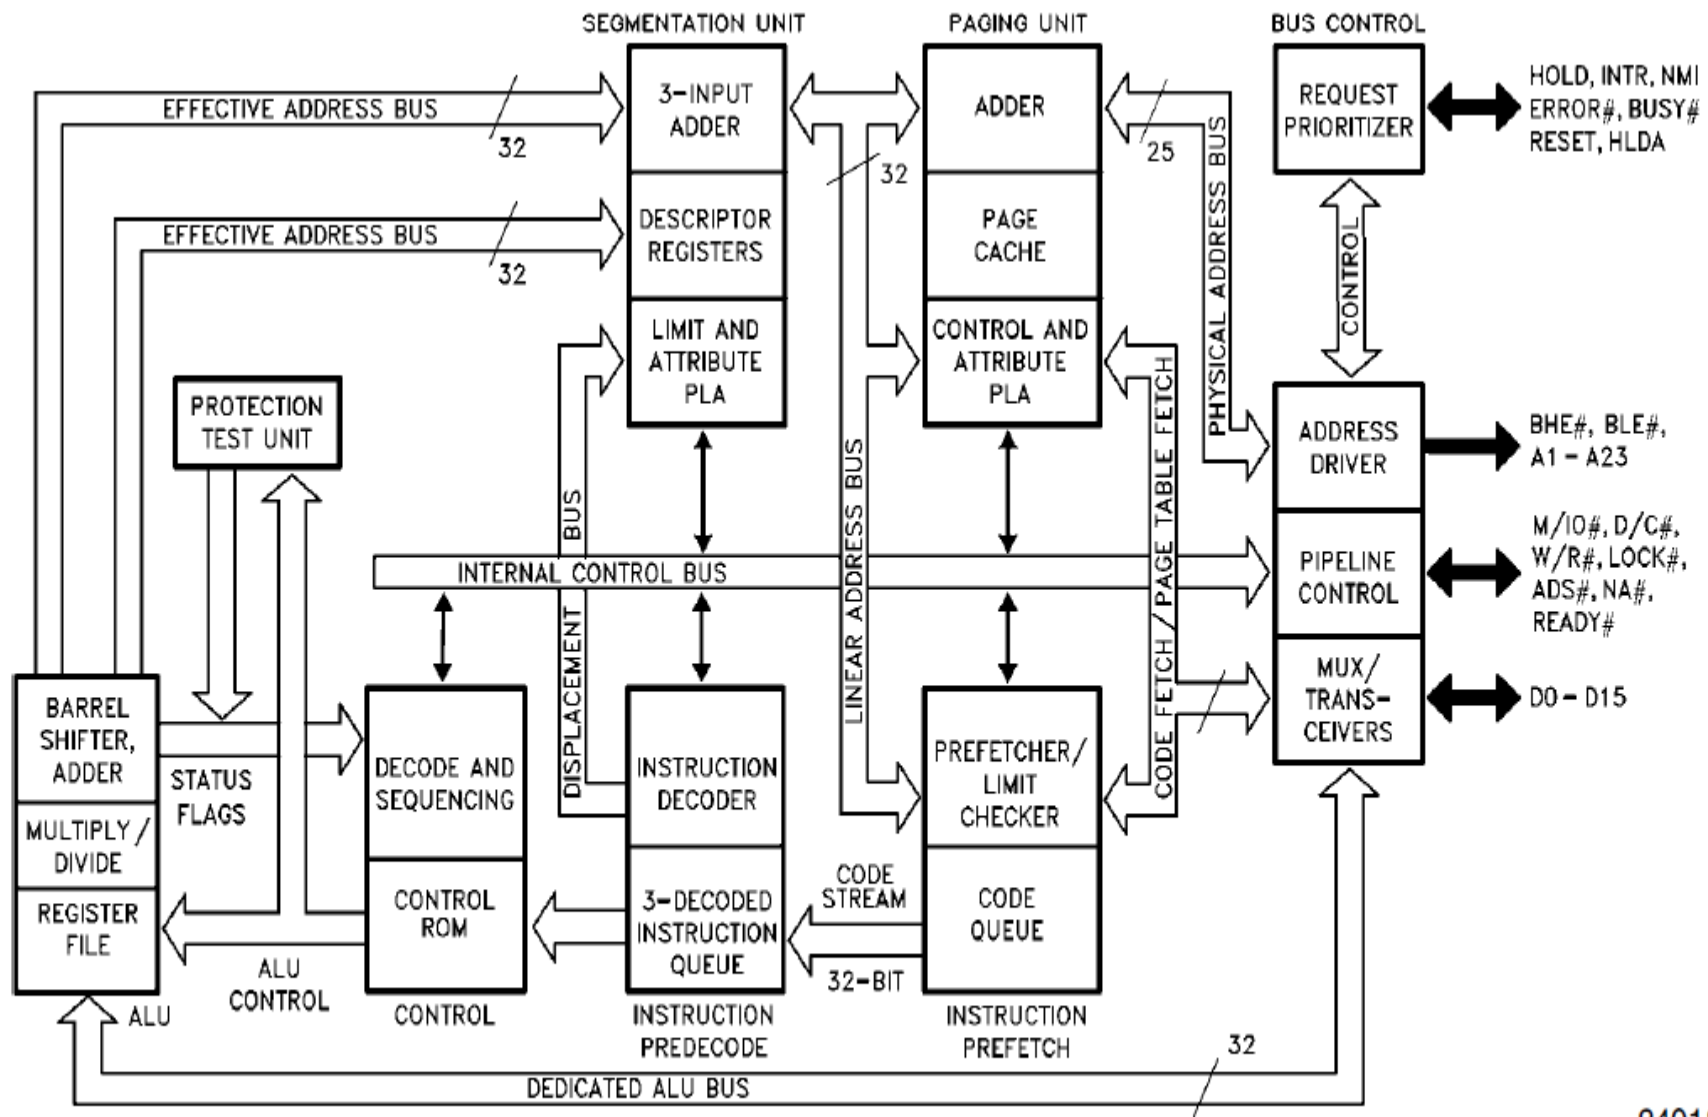 SEGMENTATION UNIT
PAGING UNIT
BUS CONTROL
3-INPUT
ADDER
DESCRIPTOR
REGISTERS
LIMIT AND
ATTRIBUTE
PLA
ADDER
PAGE
CACHE
CONTROL AND
ATTRIBUTE
PLA
REQUEST
PRIORITIZER
HOLD, INTR, NMI
ERROR#, BUSY#
RESET, HLDA
EFFECTIVE ADDRESS BUS
32
EFFECTIVE ADDRESS BUS
32
32
25
PHYSICAL ADDRESS BUS
CONTROL
PROTECTION
TEST UNIT
ADDRESS
DRIVER
BHE#, BLE#,
A1 - A23
PIPELINE
CONTROL
M/IO#, D/C#,
W/R#, LOCK#,
ADS#, NA#,
READY#
MUX/
TRANS-
CEIVERS
D0 - D15
INTERNAL CONTROL BUS
DISPLACEMENT BUS
LINEAR ADDRESS BUS
CODE FETCH/PAGE TABLE FETCH
BARREL
SHIFTER,
ADDER
MULTIPLY/
DIVIDE
REGISTER
FILE
STATUS
FLAGS
ALU
CONTROL
ALU
DECODE AND
SEQUENCING
CONTROL
ROM
CONTROL
INSTRUCTION
DECODER
3-DECODED
INSTRUCTION
QUEUE
INSTRUCTION
PREDECODE
CODE
STREAM
32-BIT
PREFETCHER/
LIMIT
CHECKER
CODE
QUEUE
INSTRUCTION
PREFETCH
DEDICATED ALU BUS
32